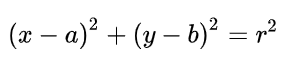 (x − a)² + (y − b)² = r²